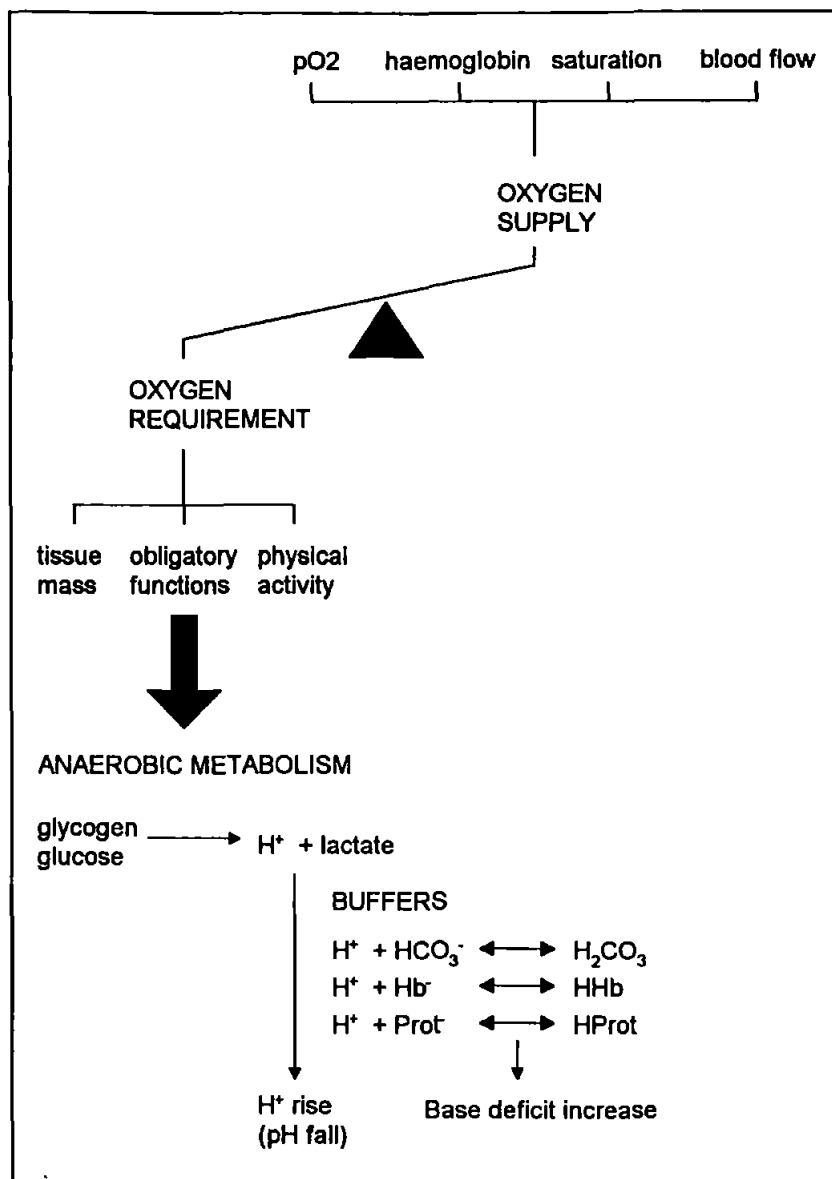 pO2 haemoglobin saturation blood flow
OXYGEN
SUPPLY
OXYGEN
REQUIREMENT
tissue
mass
obligatory
functions
physical
activity
ANAEROBIC METABOLISM
glycogen
glucose
H⁺ + lactate
BUFFERS
H⁺ + HCO₃⁻ H₂CO₃
H⁺ + Hb⁻ HHb
H⁺ + Prot⁻ HProt
H⁺ rise
(pH fall)
Base deficit increase